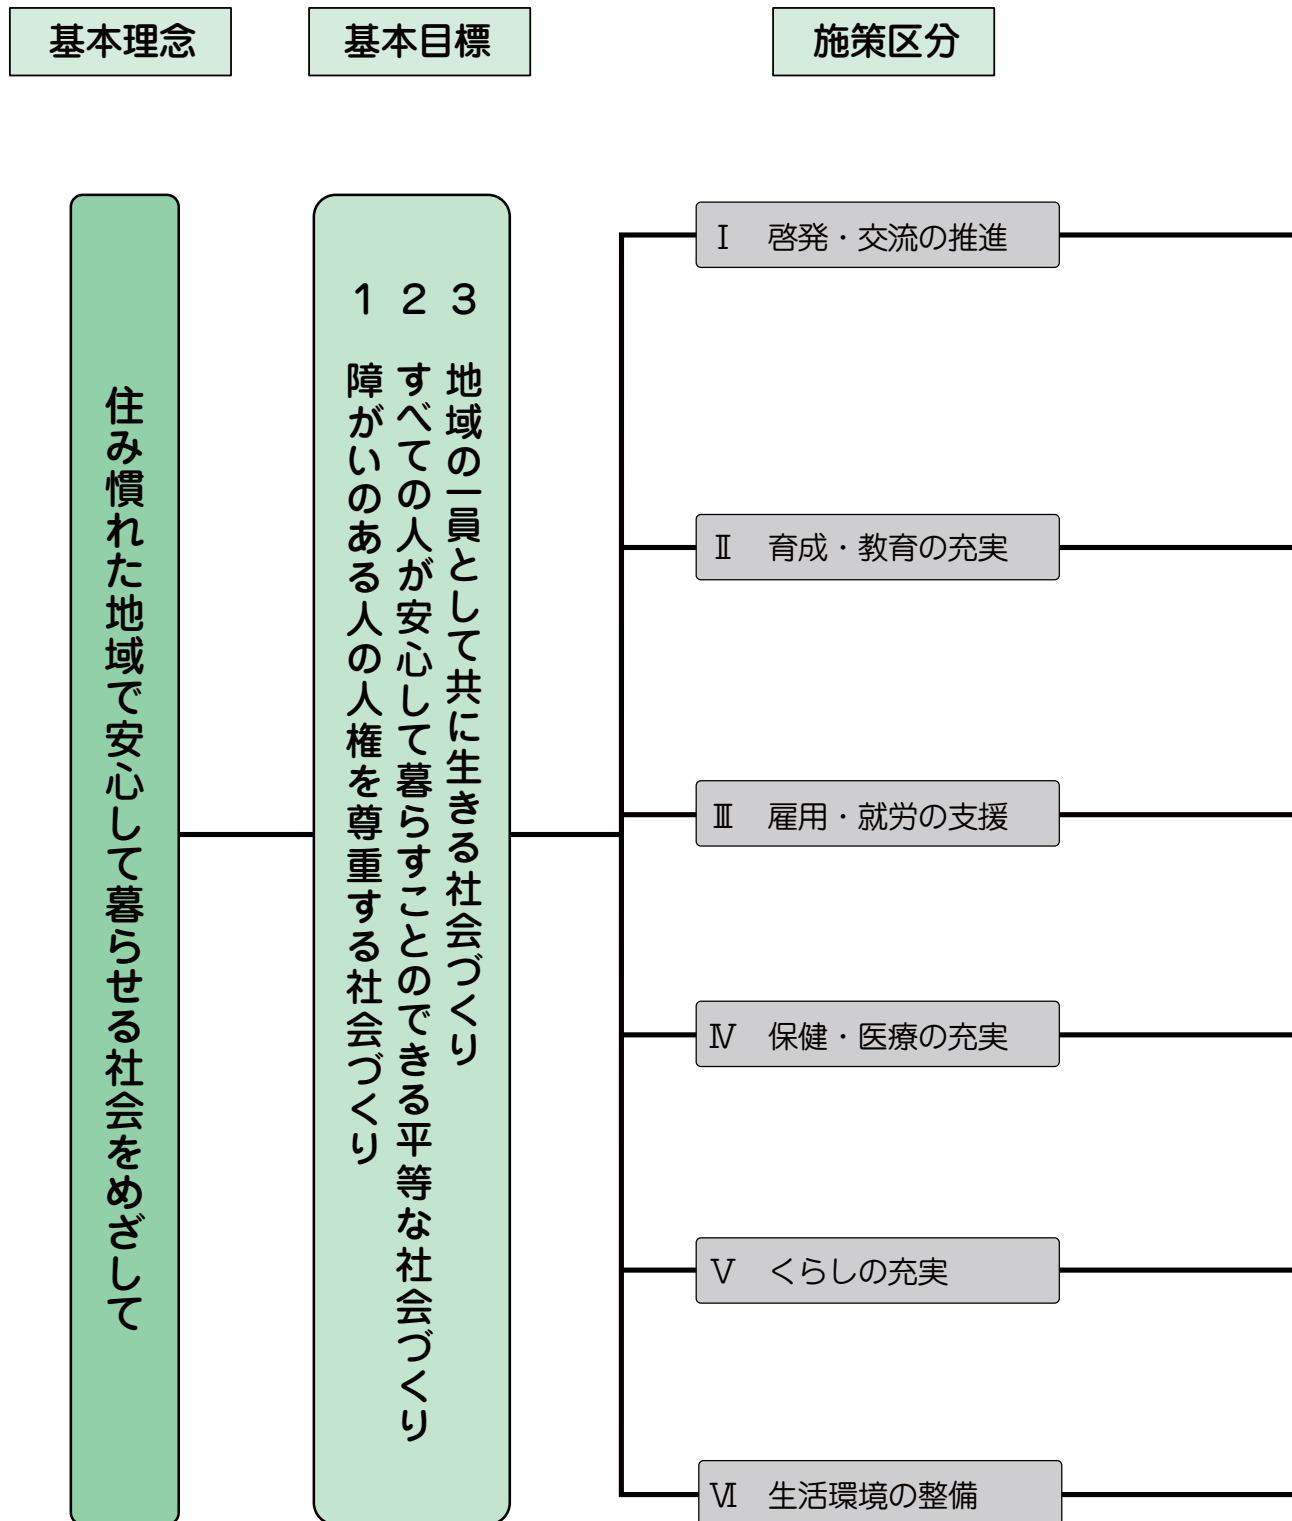 基本理念
基本目標
施策区分
住み慣れた地域で安心して暮らせる社会をめざして
1 障がいのある人の人権を尊重する社会づくり
2 すべての人が安心して暮らすことのできる平等な社会づくり
3 地域の一員として共に生きる社会づくり
Ⅰ 啓発・交流の推進
Ⅱ 育成・教育の充実
Ⅲ 雇用・就労の支援
Ⅳ 保健・医療の充実
Ⅴ くらしの充実
Ⅵ 生活環境の整備